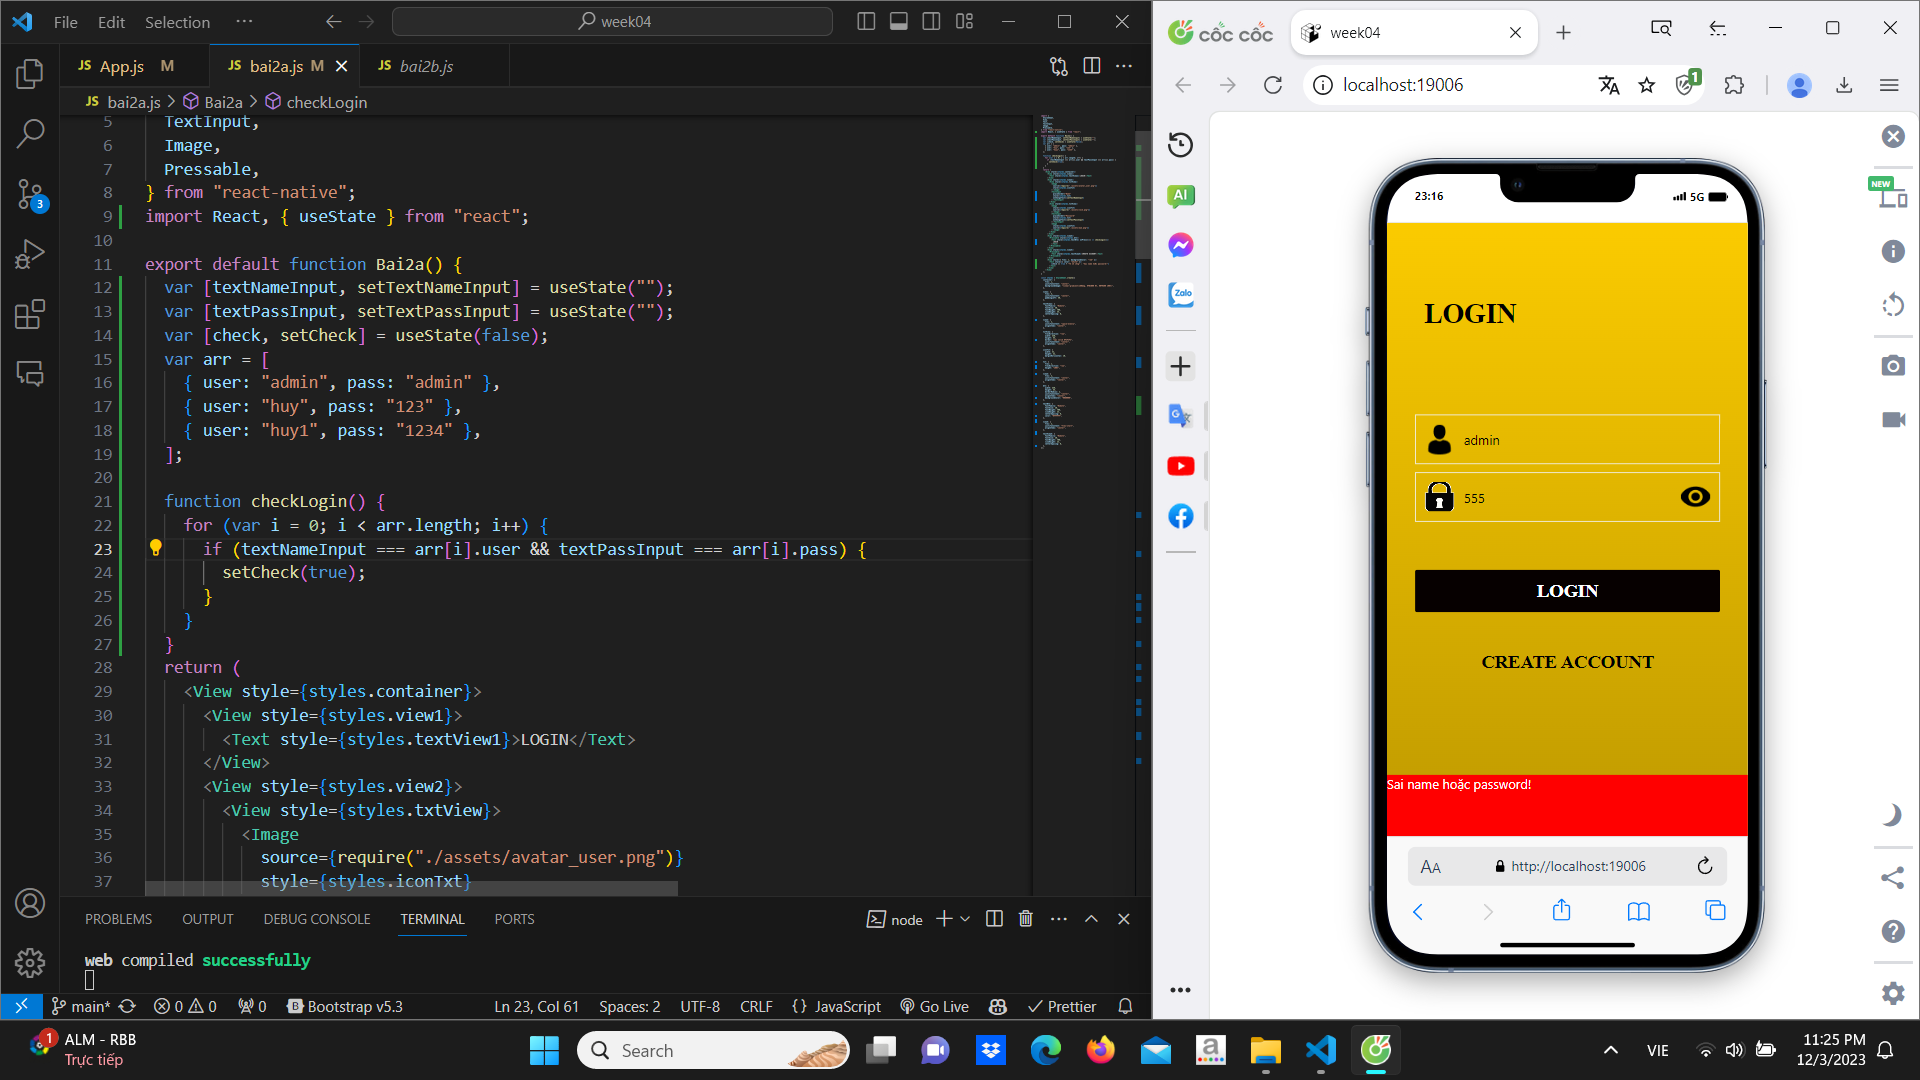 File Edit Selection ···
week04
JS App.js M
JS bai2a.js M
JS bai2b.js
JS bai2a.js > Bai2a > checkLogin
5 TextInput,
6 Image,
7 Pressable,
8 } from "react-native";
9 import React, { useState } from "react";
10
11 export default function Bai2a() {
12 var [textNameInput, setTextNameInput] = useState("");
13 var [textPassInput, setTextPassInput] = useState("");
14 var [check, setCheck] = useState(false);
15 var arr = [
16 { user: "admin", pass: "admin" },
17 { user: "huy", pass: "123" },
18 { user: "huy1", pass: "1234" },
19 ];
20
21 function checkLogin() {
22 for (var i = 0; i < arr.length; i++) {
23 if (textNameInput === arr[i].user && textPassInput === arr[i].pass) {
24 setCheck(true);
25 }
26 }
27 }
28 return (
29 <View style={styles.container}>
30 <View style={styles.view1}>
31 <Text style={styles.textView1}>LOGIN</Text>
32 </View>
33 <View style={styles.view2}>
34 <View style={styles.txtView}>
35 <Image
36 source={require("./assets/avatar_user.png")}
37 style={styles.iconTxt}
3
PROBLEMS OUTPUT DEBUG CONSOLE TERMINAL PORTS
node
web compiled successfully
main* 0 0 0 Bootstrap v5.3
Ln 23, Col 61 Spaces: 2 UTF-8 CRLF {} JavaScript Go Live Prettier
cốc cốc
week04
localhost:19006
1
AI
Zalo
NEW
23:16
5G
LOGIN
admin
555
LOGIN
CREATE ACCOUNT
Sai name hoặc password!
AA http://localhost:19006
1
ALM - RBB
Trực tiếp
Search
a
VIE
11:25 PM
12/3/2023